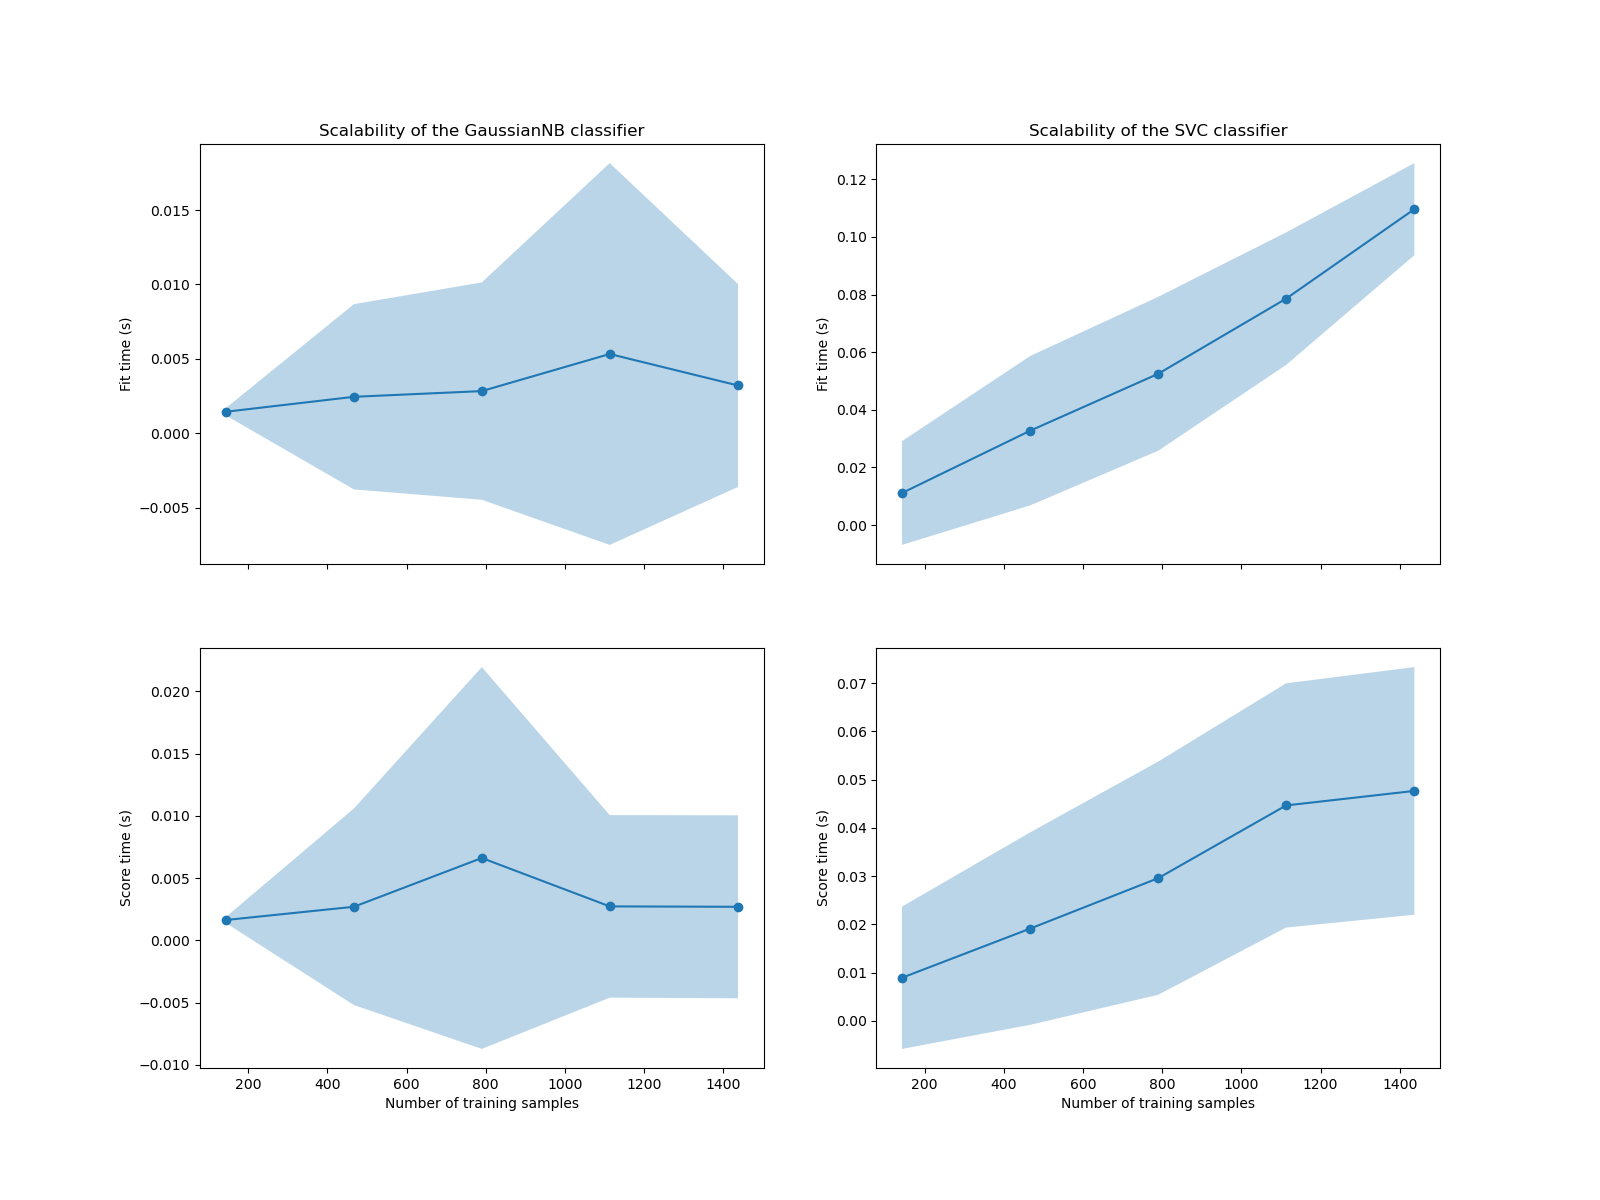 Scalability of the GaussianNB classifier
Fit time (s)
0.015
0.010
0.005
0.000
−0.005
Scalability of the SVC classifier
Fit time (s)
0.12
0.10
0.08
0.06
0.04
0.02
0.00
Score time (s)
0.020
0.015
0.010
0.005
0.000
−0.005
−0.010
200 400 600 800 1000 1200 1400
Number of training samples
Score time (s)
0.07
0.06
0.05
0.04
0.03
0.02
0.01
0.00
200 400 600 800 1000 1200 1400
Number of training samples